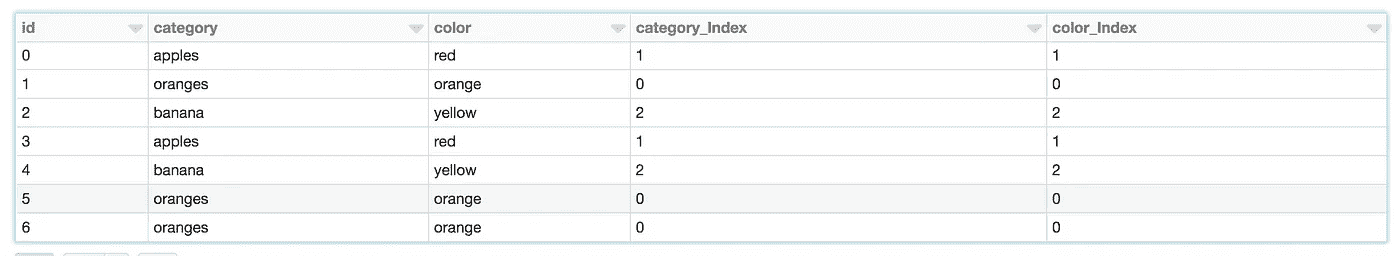 id category color category_Index color_Index
0 apples red 1 1
1 oranges orange 0 0
2 banana yellow 2 2
3 apples red 1 1
4 banana yellow 2 2
5 oranges orange 0 0
6 oranges orange 0 0